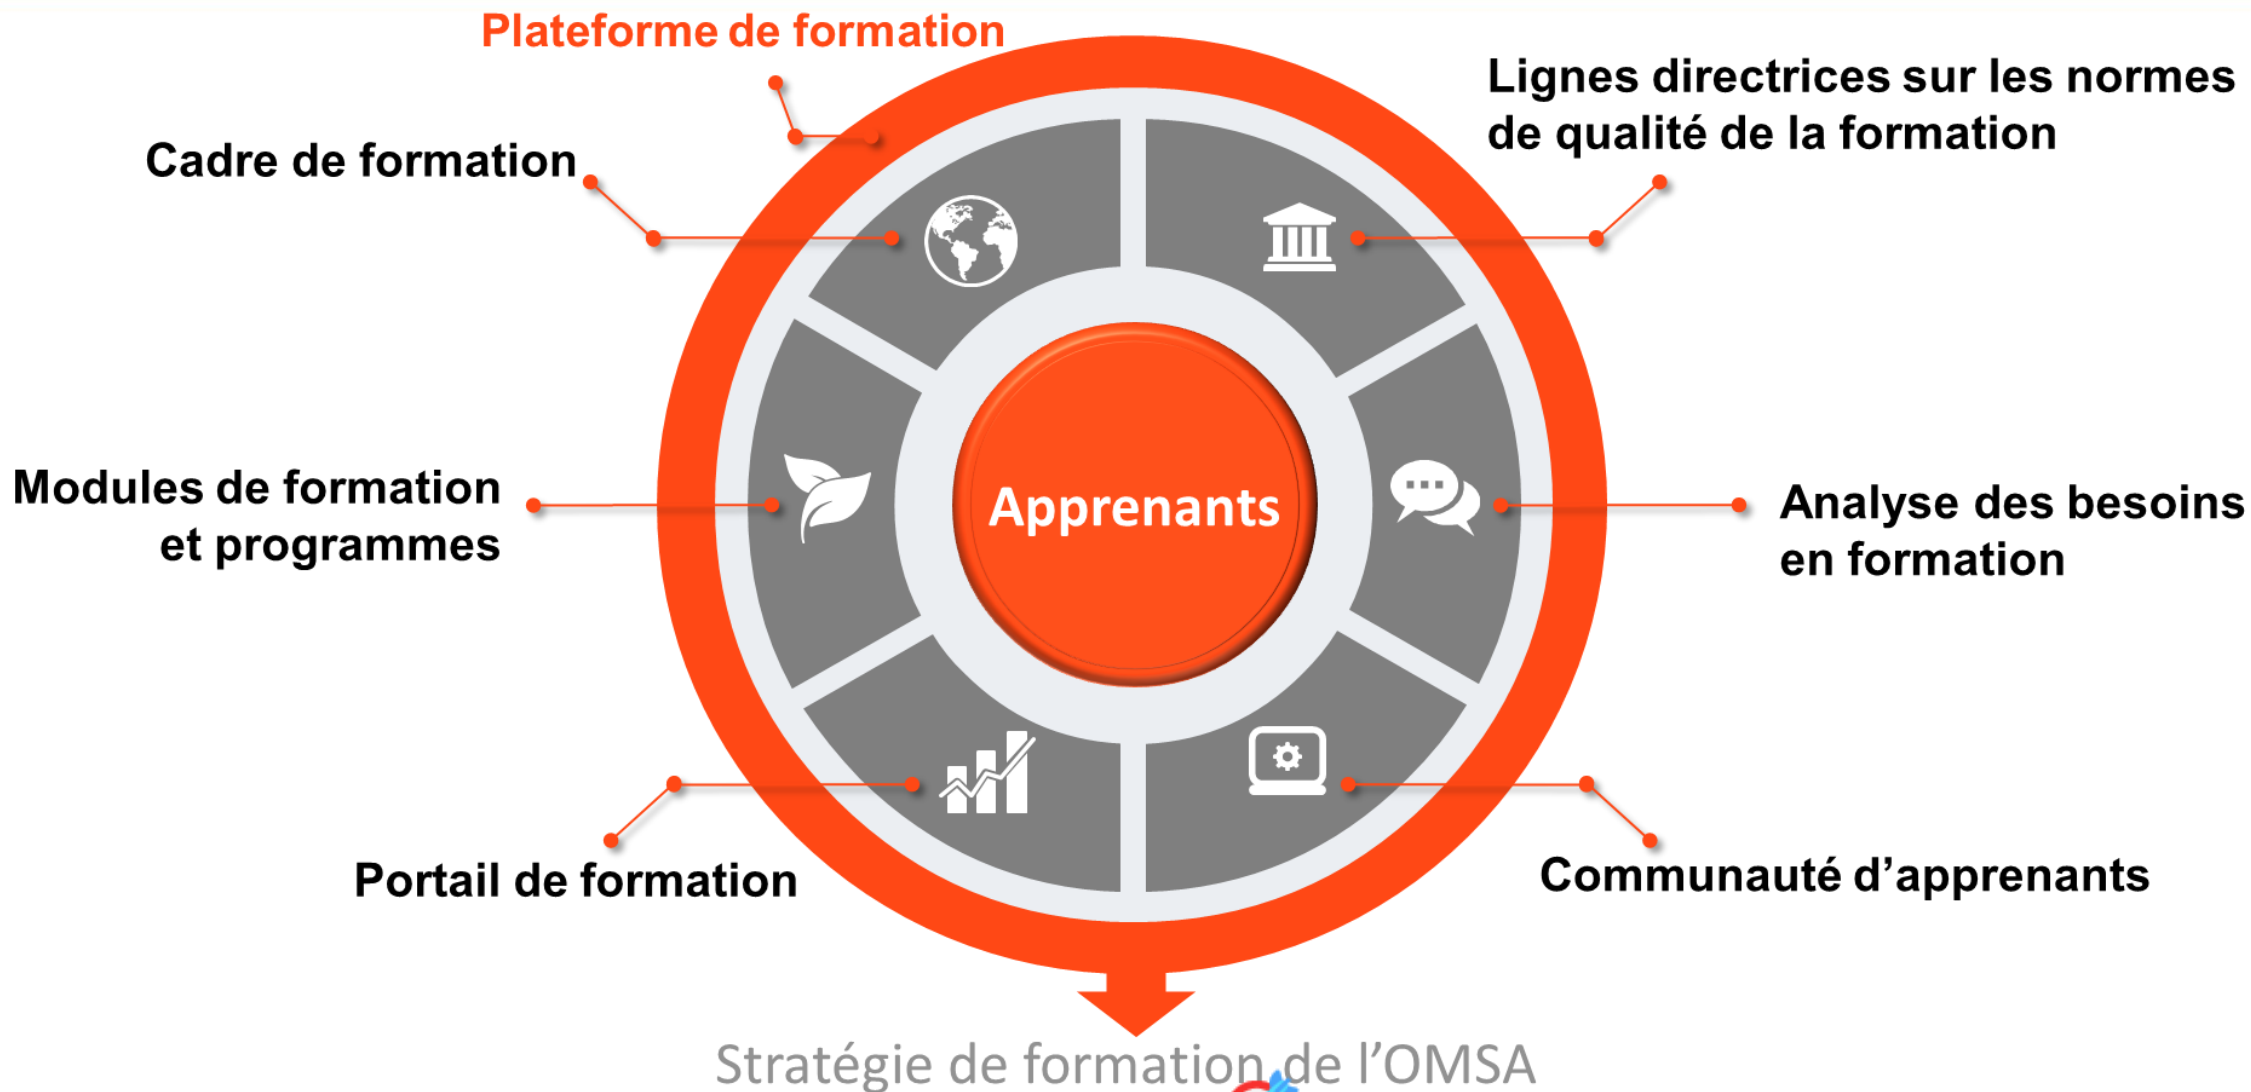 Plateforme de formation
Lignes directrices sur les normes
de qualité de la formation
Cadre de formation
Modules de formation
et programmes
Apprenants
Analyse des besoins
en formation
Portail de formation
Communauté d’apprenants
Stratégie de formation de l’OMSA